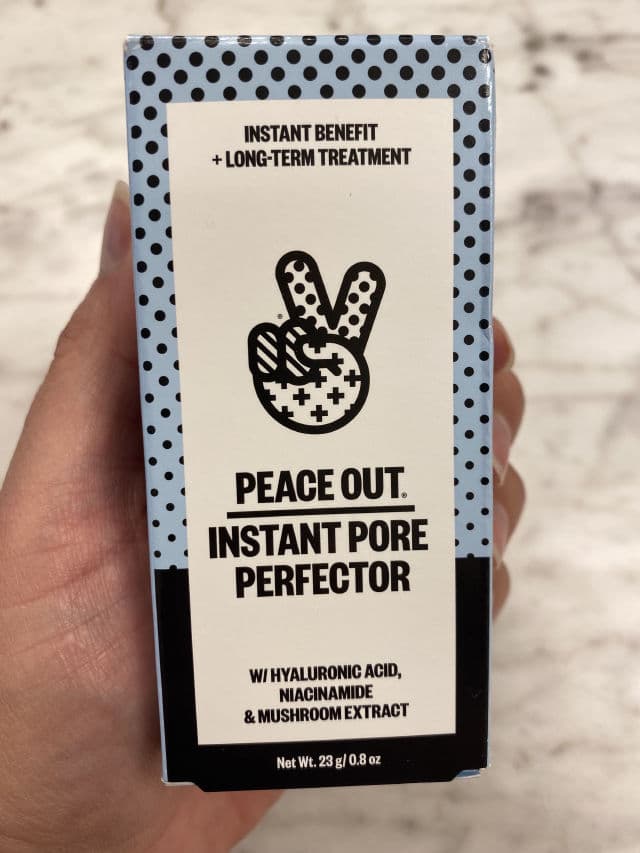 INSTANT BENEFIT
+ LONG-TERM TREATMENT
®
PEACE OUT®
INSTANT PORE
PERFECTOR
W/ HYALURONIC ACID,
NIACINAMIDE
& MUSHROOM EXTRACT
Net Wt. 23 g/ 0.8 oz